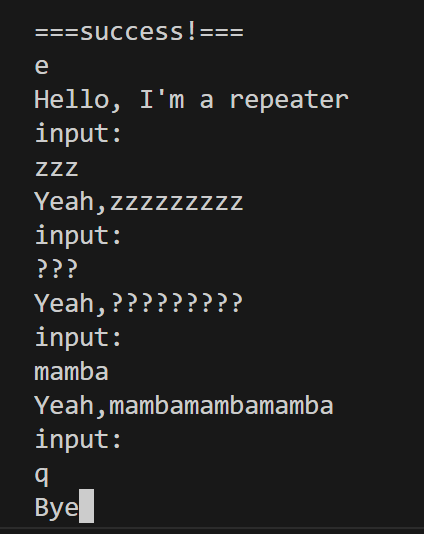 ===success!===
e
Hello, I'm a repeater
input:
zzz
Yeah,zzzzzzzzz
input:
???
Yeah,?????????
input:
mamba
Yeah,mambamambamamba
input:
q
Bye